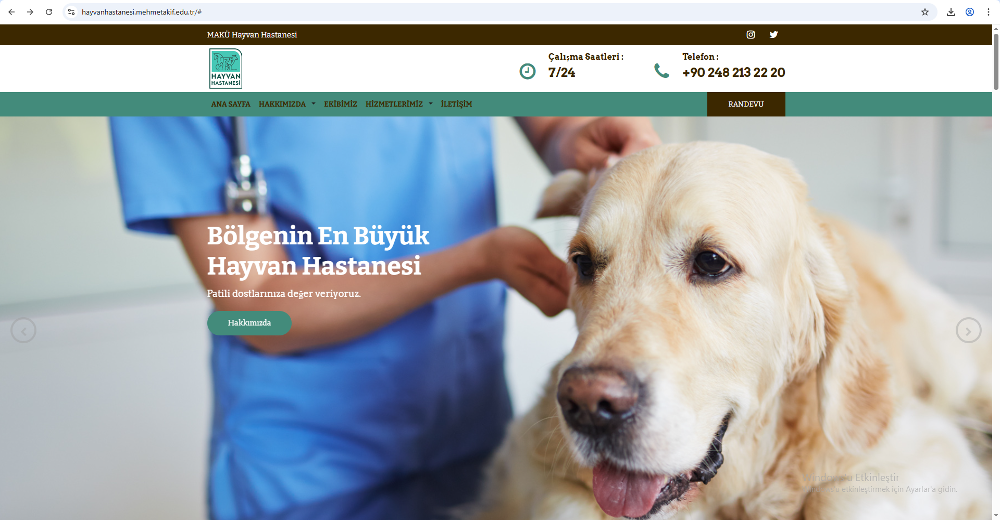 hayvanhastanesi.mehmetakif.edu.tr/#
MAKÜ Hayvan Hastanesi
HAYVAN
HASTANESİ
Çalışma Saatleri :
7/24
Telefon :
+90 248 213 22 20
ANA SAYFA HAKKIMIZDA EKİBİMİZ HİZMETLERİMİZ İLETİŞİM RANDEVU
Bölgenin En Büyük
Hayvan Hastanesi
Patili dostlarınıza değer veriyoruz.
Hakkımızda
Windows'u Etkinleştir
Windows'u etkinleştirmek için Ayarlar'a gidin.